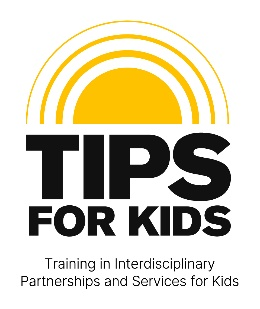 TIPS
FOR KIDS
Training in Interdisciplinary
Partnerships and Services for Kids